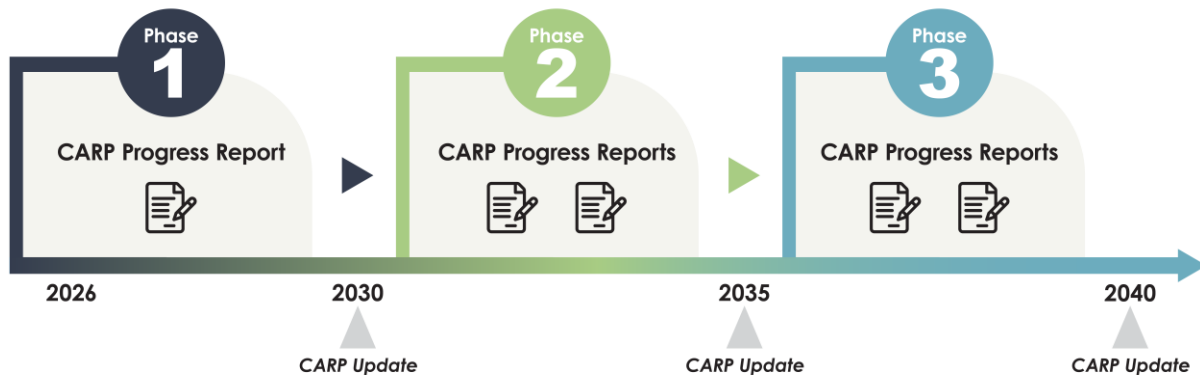 Phase
1
CARP Progress Report
Phase
2
CARP Progress Reports
Phase
3
CARP Progress Reports
2026
2030
2035
2040
CARP Update
CARP Update
CARP Update